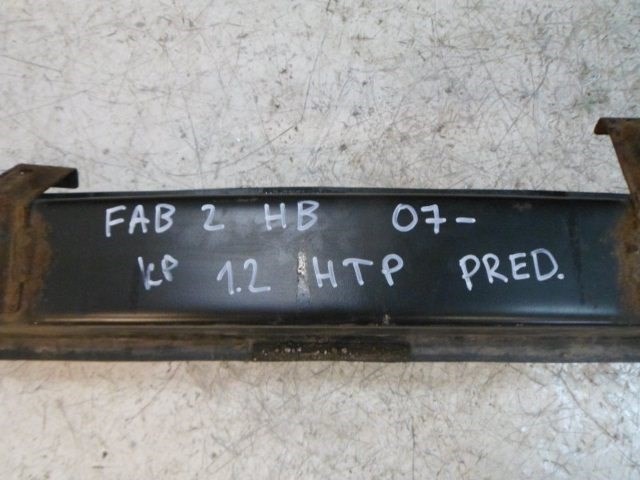 FAB 2 HB 07-
KP 1.2 HTP PRED.